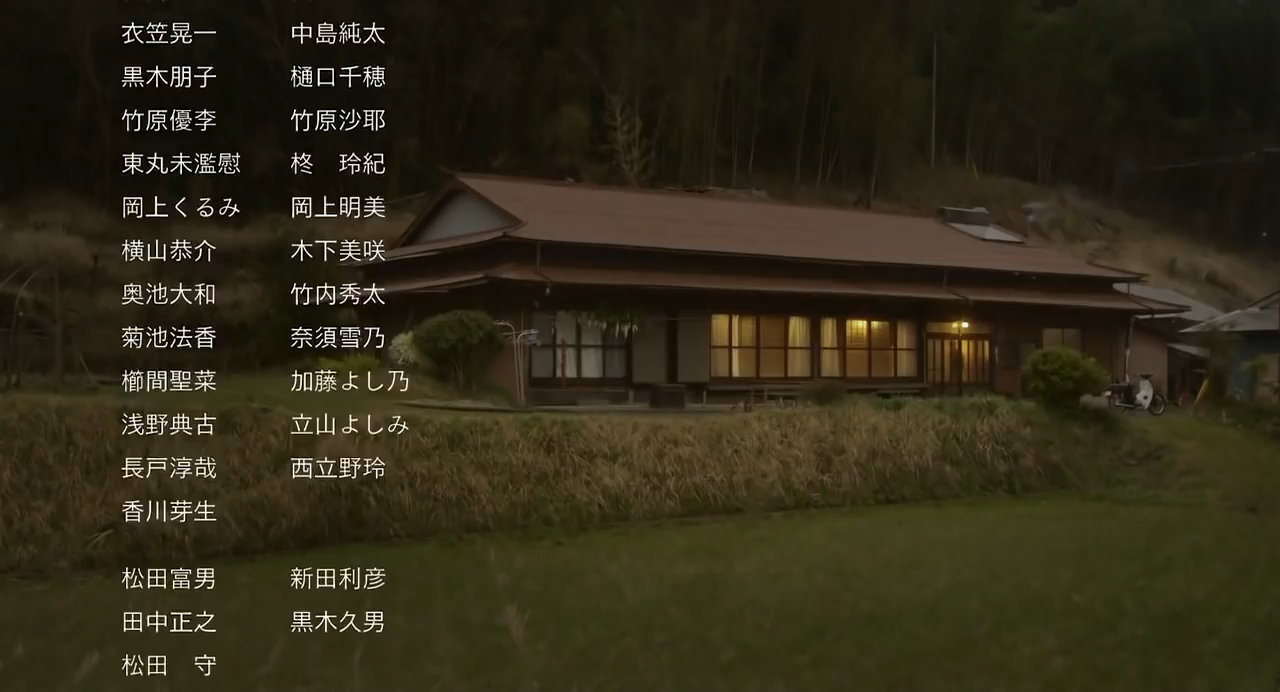 衣笠晃一　中島純太
黒木朋子　樋口千穂
竹原優李　竹原沙耶
東丸未濫慰　柊　玲紀
岡上くるみ　岡上明美
横山恭介　木下美咲
奥池大和　竹内秀太
菊池法香　奈須雪乃
櫛間聖菜　加藤よし乃
浅野典古　立山よしみ
長戸淳哉　西立野玲
香川芽生
松田富男　新田利彦
田中正之　黒木久男
松田　守